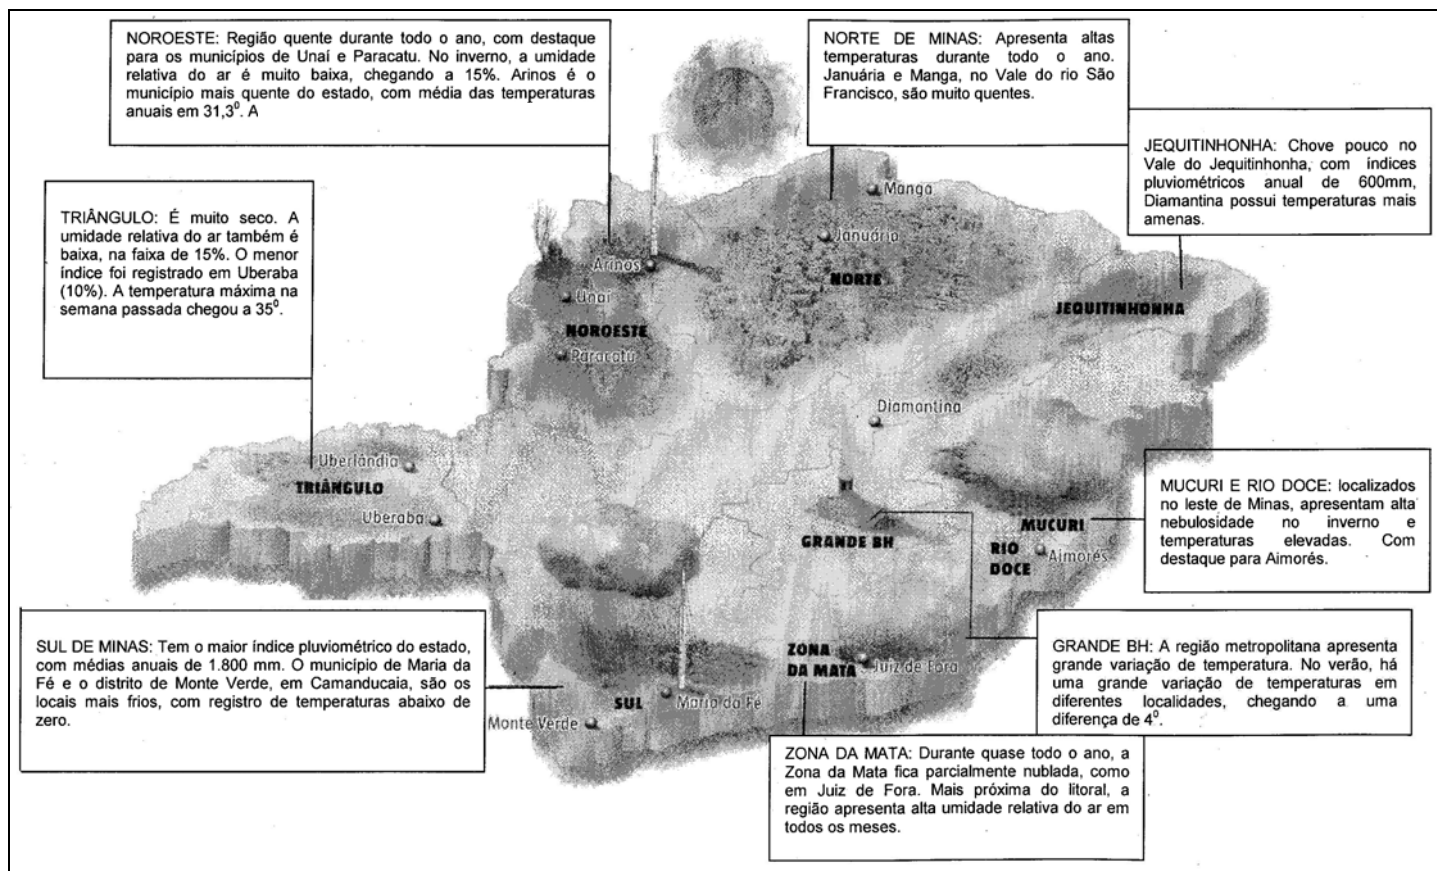 NOROESTE: Região quente durante todo o ano, com destaque
para os municípios de Unaí e Paracatu. No inverno, a umidade
relativa do ar é muito baixa, chegando a 15%. Arinos é o
município mais quente do estado, com média das temperaturas
anuais em 31,3⁰. A
NORTE DE MINAS: Apresenta altas
temperaturas durante todo o ano.
Januária e Manga, no Vale do rio São
Francisco, são muito quentes.
JEQUITINHONHA: Chove pouco no
Vale do Jequitinhonha, com índices
pluviométricos anual de 600mm,
Diamantina possui temperaturas mais
amenas.
TRIÂNGULO: É muito seco. A
umidade relativa do ar também é
baixa, na faixa de 15%. O menor
índice foi registrado em Uberaba
(10%). A temperatura máxima na
semana passada chegou a 35⁰.
Manga
Januário
Arinos
NORTE
Unaí
JEQUITINHONHA
NOROESTE
Paracatu
Diamantina
Uberlândia
TRIÂNGULO
Uberaba
MUCURI
GRANDE BH
RIO
DOCE
Aimorés
MUCURI E RIO DOCE: localizados
no leste de Minas, apresentam alta
nebulosidade no inverno e
temperaturas elevadas. Com
destaque para Aimorés.
SUL DE MINAS: Tem o maior índice pluviométrico do estado,
com médias anuais de 1.800 mm. O município de Maria da
Fé e o distrito de Monte Verde, em Camanducaia, são os
locais mais frios, com registro de temperaturas abaixo de
zero.
ZONA
DA MATA
Juiz de Fora
SUL
Maria da Fé
Monte Verde
GRANDE BH: A região metropolitana apresenta
grande variação de temperatura. No verão, há
uma grande variação de temperaturas em
diferentes localidades, chegando a uma
diferença de 4⁰.
ZONA DA MATA: Durante quase todo o ano, a
Zona da Mata fica parcialmente nublada, como
em Juiz de Fora. Mais próxima do litoral, a
região apresenta alta umidade relativa do ar em
todos os meses.